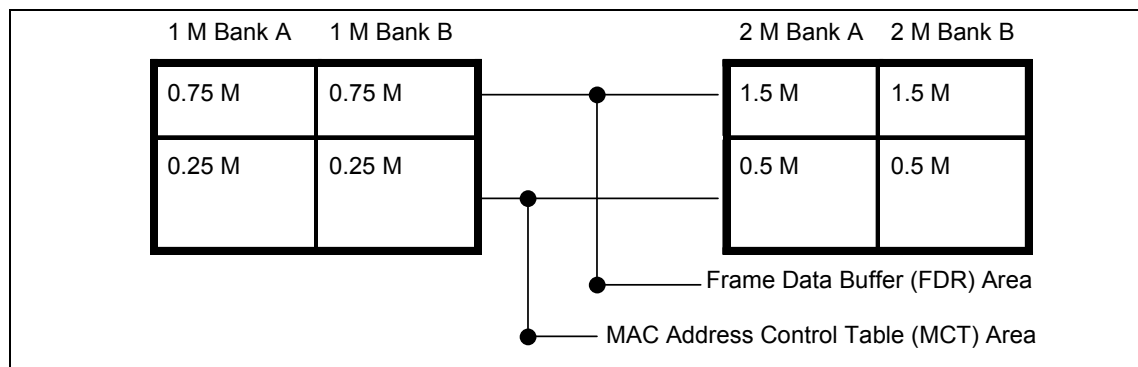 1 M Bank A 1 M Bank B 2 M Bank A 2 M Bank B
0.75 M 0.75 M 1.5 M 1.5 M
0.25 M 0.25 M 0.5 M 0.5 M
Frame Data Buffer (FDR) Area
MAC Address Control Table (MCT) Area